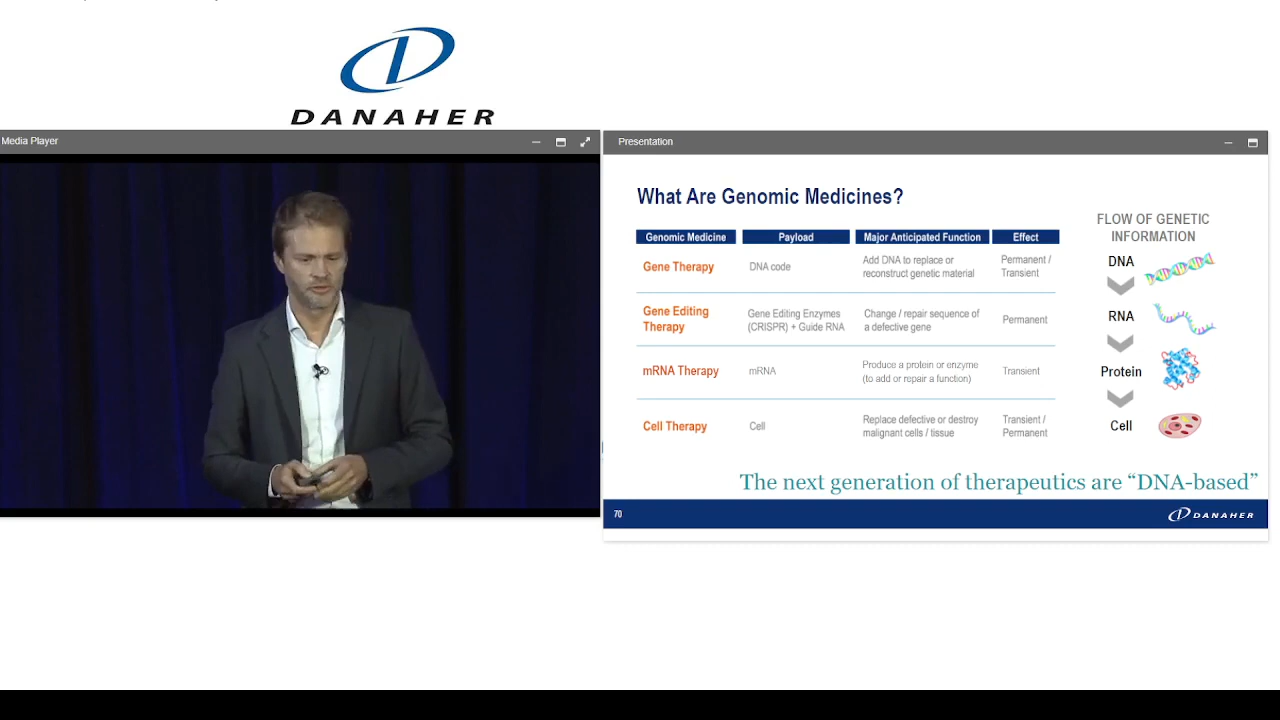 DANAHER
Media Player
Presentation
What Are Genomic Medicines?
Genomic Medicine
Payload
Major Anticipated Function
Effect
Gene Therapy
DNA code
Add DNA to replace or
reconstruct genetic material
Permanent /
Transient
Gene Editing
Therapy
Gene Editing Enzymes
(CRISPR) + Guide RNA
Change / repair sequence of
a defective gene
Permanent
mRNA Therapy
mRNA
Produce a protein or enzyme
(to add or repair a function)
Transient
Cell Therapy
Cell
Replace defective or destroy
malignant cells / tissue
Transient /
Permanent
FLOW OF GENETIC
INFORMATION
DNA
RNA
Protein
Cell
The next generation of therapeutics are “DNA-based”
70
DANAHER